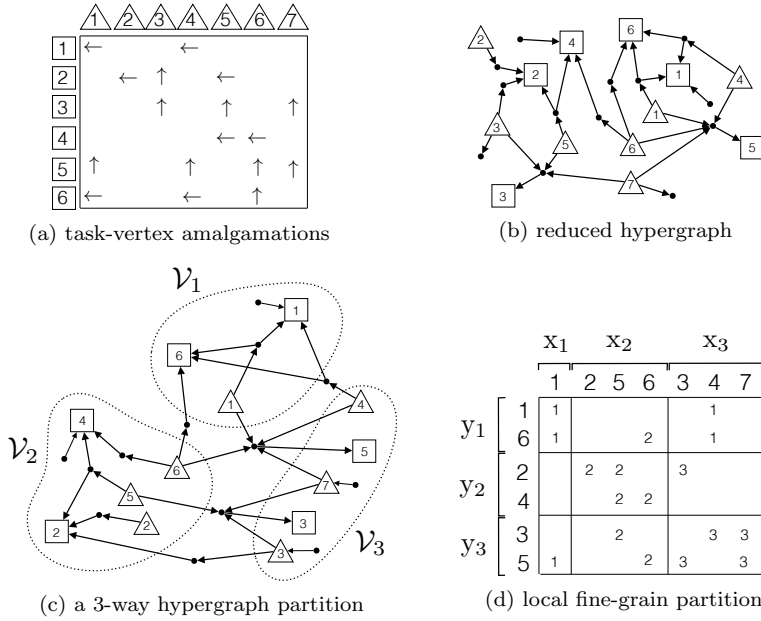 1 2 3 4 5 6 7
1 ← ←
2 ← ↑ ←
3 ↑ ↑ ↑
4 ← ←
5 ↑ ↑ ↑ ↑
6 ← ← ↑
(a) task-vertex amalgamations
2 4 6
2 1 4
3 5 1
6 5
3 7
(b) reduced hypergraph
V₁
1
6
1 4
V₂
4
5
6
7
5
2 2 3
3
V₃
(c) a 3-way hypergraph partition
x₁ x₂ x₃
1 2 5 6 3 4 7
y₁ 1 1 1
6 1 2 1
y₂ 2 2 2 3
4 2 2
y₃ 3 2 3 3
5 1 2 3 3
(d) local fine-grain partition